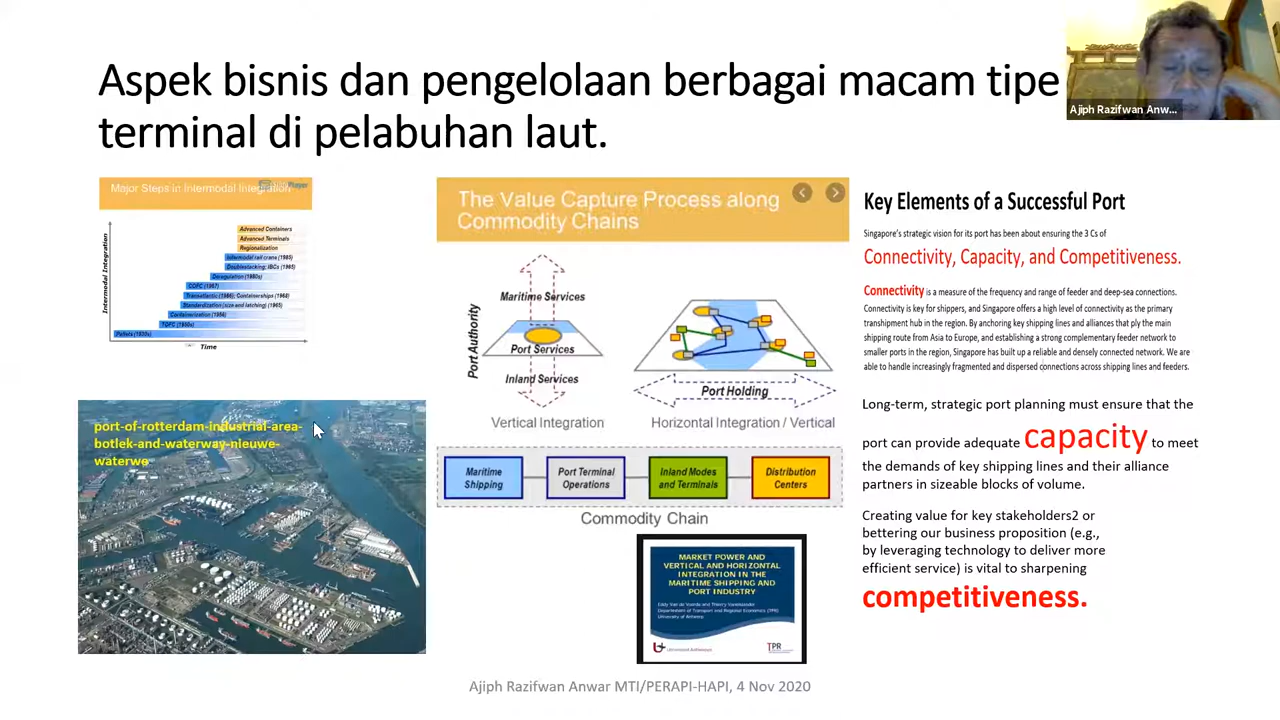 Aspek bisnis dan pengelolaan berbagai macam tipe
terminal di pelabuhan laut.
Ajiph Razifwan Anw...
Major Steps in Intermodal Integration
Intermodal Integration
Advanced Containers
Advanced Terminals
Regionalization
Intermodal rail crane (1985)
Doublestacking; IBCs (1985)
Deregulation (1980s)
COFC (1967)
Transatlantic (1966); Containerships (1968)
Standardization (size and latching) (1965)
Containerization (1956)
TOFC (1950s)
Pallets (1930s)
Time
port-of-rotterdam-industrial-area-
botlek-and-waterway-nieuwe-
waterwe
The Value Capture Process along
Commodity Chains
Port Authority
Maritime Services
Port Services
Inland Services
Vertical Integration
Port Holding
Horizontal Integration / Vertical
Maritime
Shipping
Port Terminal
Operations
Inland Modes
and Terminals
Distribution
Centers
Commodity Chain
MARKET POWER AND
VERTICAL AND HORIZONTAL
INTEGRATION IN THE
MARITIME SHIPPING AND
PORT INDUSTRY
Eddy Van de Voorde and Thierry Vanelslander
Department of Transport and Regional Economics (TPR)
University of Antwerp
TPR
Key Elements of a Successful Port
Singapore's strategic vision for its port has been about ensuring the 3 Cs of
Connectivity, Capacity, and Competitiveness.
Connectivity is a measure of the frequency and range of feeder and deep-sea connections.
Connectivity is key for shippers, and Singapore offers a high level of connectivity as the primary
transhipment hub in the region. By anchoring key shipping lines and alliances that ply the main
shipping route from Asia to Europe, and establishing a strong complementary feeder network to
smaller ports in the region, Singapore has built up a reliable and densely connected network. We are
able to handle increasingly fragmented and dispersed connections across shipping lines and feeders.
Long-term, strategic port planning must ensure that the
port can provide adequate capacity to meet
the demands of key shipping lines and their alliance
partners in sizeable blocks of volume.
Creating value for key stakeholders2 or
bettering our business proposition (e.g.,
by leveraging technology to deliver more
efficient service) is vital to sharpening
competitiveness.
Ajiph Razifwan Anwar MTI/PERAPI-HAPI, 4 Nov 2020